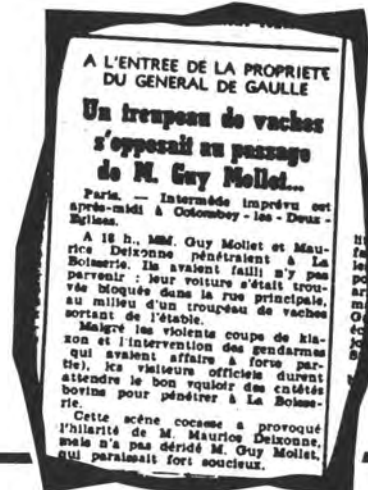 A L'ENTREE DE LA PROPRIETE
DU GENERAL DE GAULLE
Un troupeau de vaches
s'opposait au passage
de M. Guy Mollet...
Paris. — Intermède imprévu cet
après-midi à Colombey - les - Deux -
Eglises.
A 16 h., MM. Guy Mollet et Mau-
rice Deixonne pénétraient à La
Boisserie. Ils avaient failli n'y pas
parvenir : leur voiture s'était trou-
vée bloquée dans la rue principale,
au milieu d'un troupeau de vaches
sortant de l'étable.
Malgré les violents coups de kla-
xon et l'intervention des gendarmes
qui avaient affaire à forte par-
tie), les visiteurs officiels durent
attendre le bon vquloir des entêtés
bovins pour pénétrer à La Boisse-
rie.
Cette scène cocasse a provoqué
l'hilarité de M. Maurice Deixonne,
mais n'a pas déridé M. Guy Mollet,
qui paraissait fort soucieux.